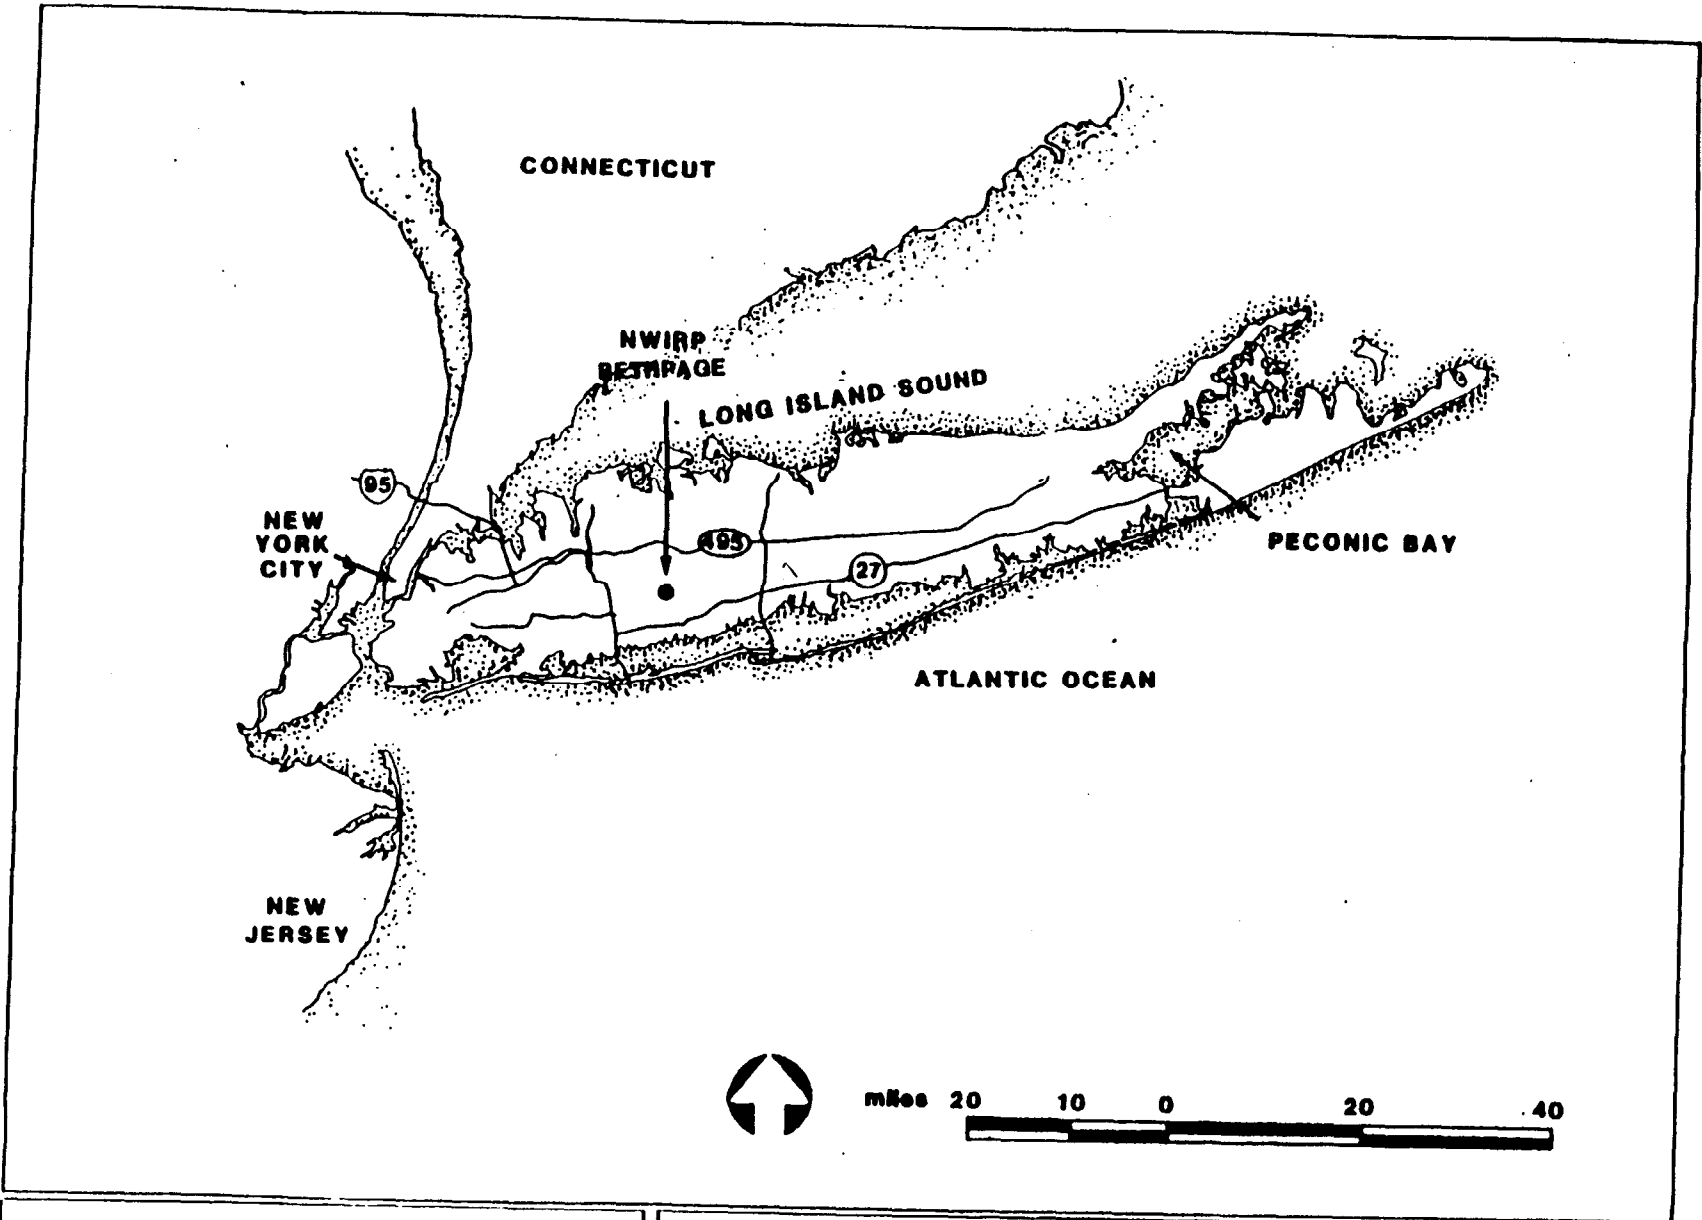 CONNECTICUT
NWIRP
BETHPAGE
LONG ISLAND SOUND
95
NEW
YORK
CITY
495
27
PECONIC BAY
ATLANTIC OCEAN
NEW
JERSEY
miles 20 10 0 20 40